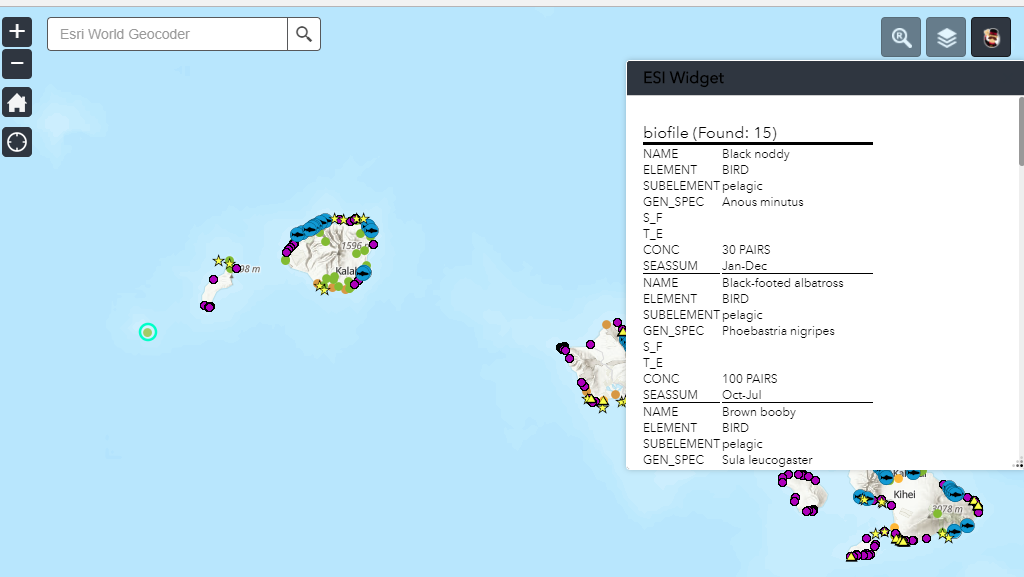 +
Esri World Geocoder
−
R
ESI Widget
biofile (Found: 15)
NAME Black noddy
ELEMENT BIRD
SUBELEMENT pelagic
GEN_SPEC Anous minutus
S_F
T_E
CONC 30 PAIRS
SEASSUM Jan-Dec
NAME Black-footed albatross
ELEMENT BIRD
SUBELEMENT pelagic
GEN_SPEC Phoebastria nigripes
S_F
T_E
CONC 100 PAIRS
SEASSUM Oct-Jul
NAME Brown booby
ELEMENT BIRD
SUBELEMENT pelagic
GEN_SPEC Sula leucogaster
1596
98 m
Kalah
Kihei
3078 m